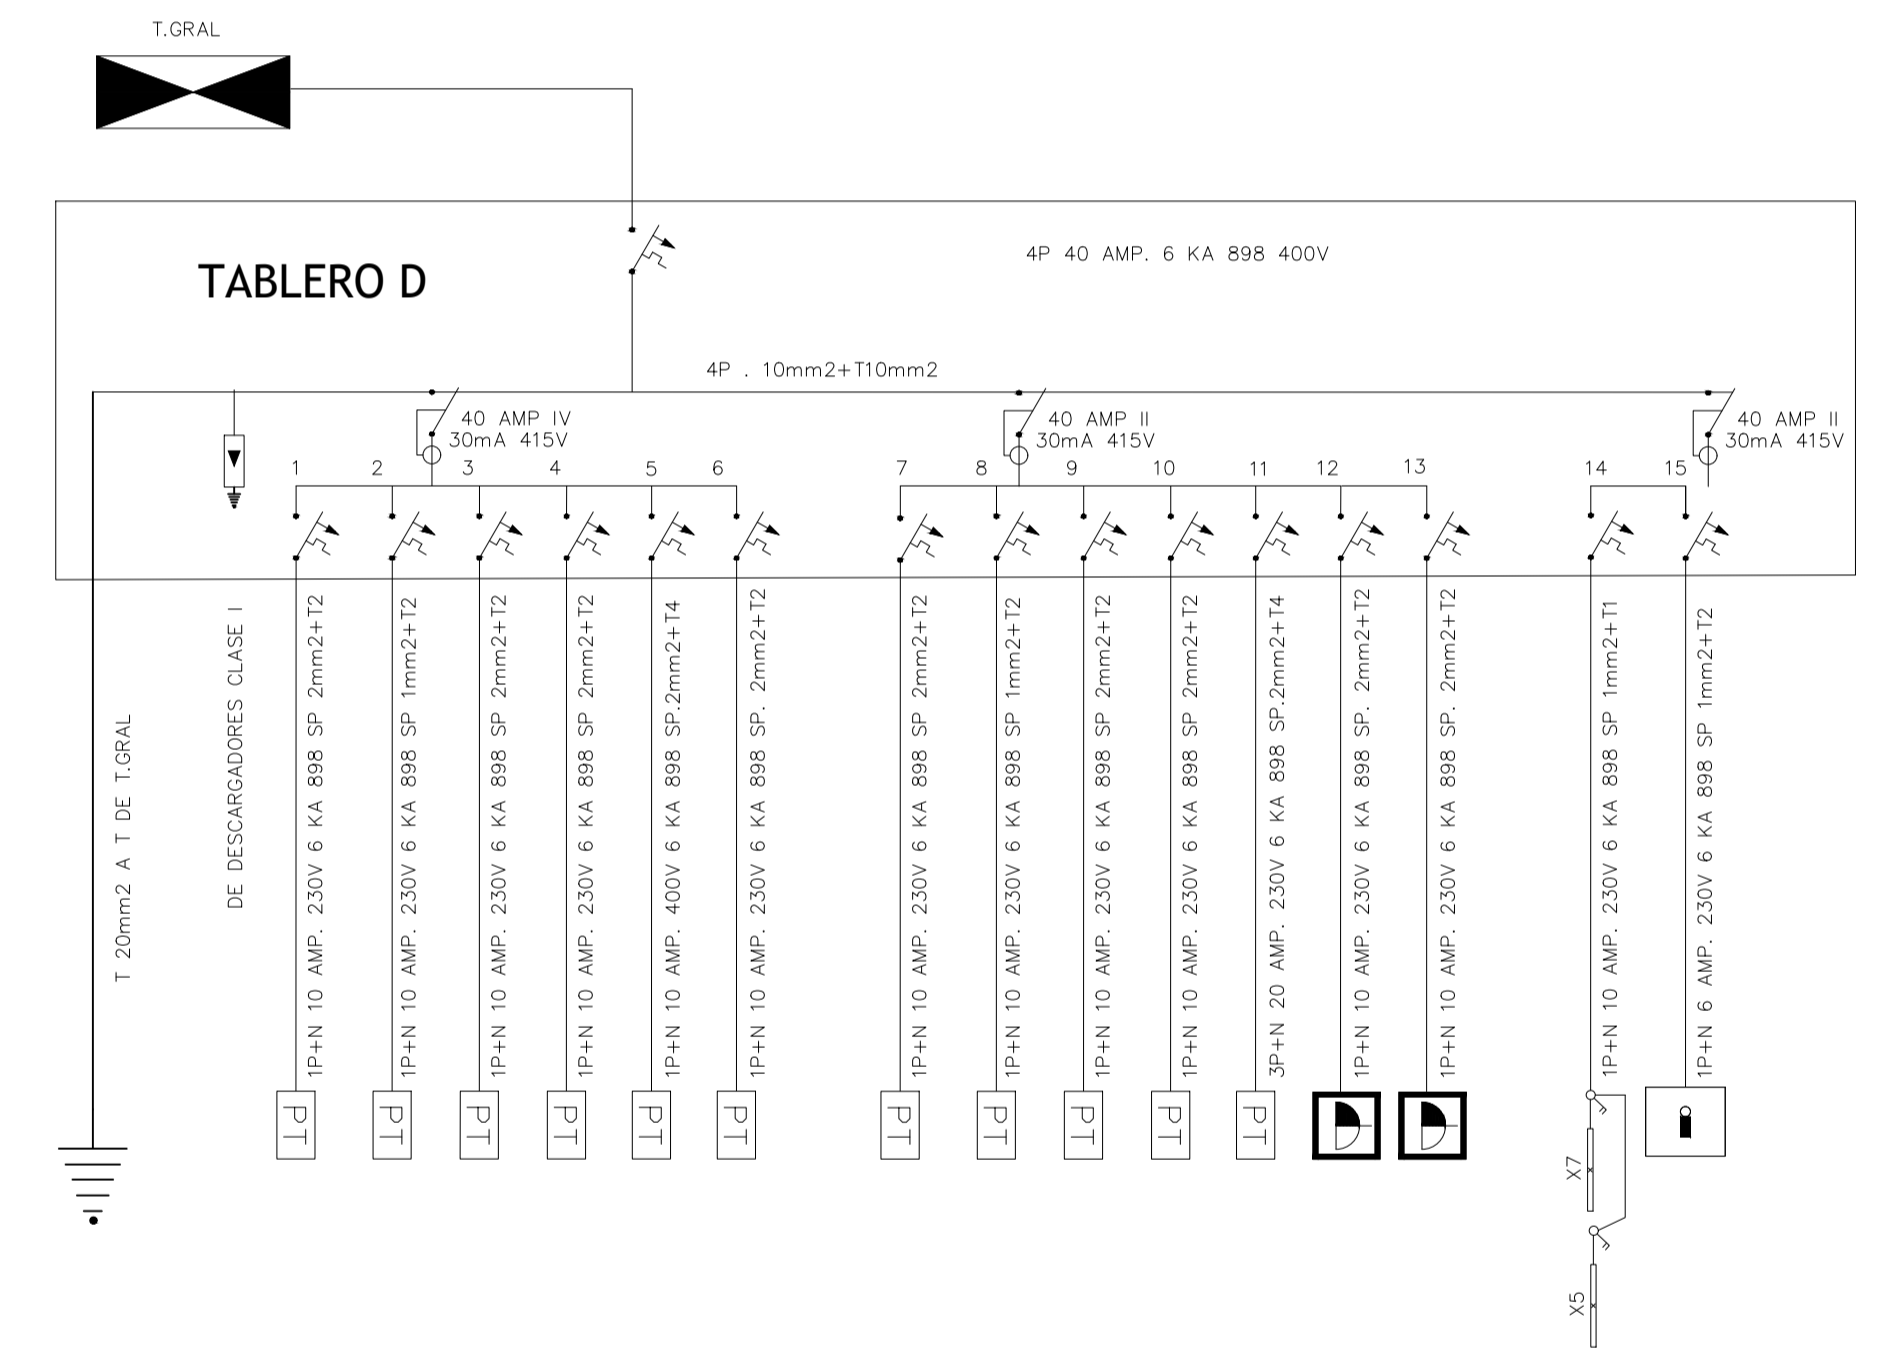 T.GRAL
TABLERO D
4P 40 AMP. 6 KA 898 400V
4P . 10mm2+T10mm2
40 AMP IV
30mA 415V
40 AMP II
30mA 415V
40 AMP II
30mA 415V
1
2
3
4
5
6
7
8
9
10
11
12
13
14
15
T 20mm2 A T DE T.GRAL
DE DESCARGADORES CLASE I
1P+N 10 AMP. 230V 6 KA 898 SP 2mm2+T2
1P+N 10 AMP. 230V 6 KA 898 SP 1mm2+T2
1P+N 10 AMP. 230V 6 KA 898 SP 2mm2+T2
1P+N 10 AMP. 230V 6 KA 898 SP 2mm2+T2
1P+N 10 AMP. 400V 6 KA 898 SP.2mm2+T4
1P+N 10 AMP. 230V 6 KA 898 SP. 2mm2+T2
1P+N 10 AMP. 230V 6 KA 898 SP 2mm2+T2
1P+N 10 AMP. 230V 6 KA 898 SP 1mm2+T2
1P+N 10 AMP. 230V 6 KA 898 SP 2mm2+T2
1P+N 10 AMP. 230V 6 KA 898 SP 2mm2+T2
3P+N 20 AMP. 230V 6 KA 898 SP.2mm2+T4
1P+N 10 AMP. 230V 6 KA 898 SP. 2mm2+T2
1P+N 10 AMP. 230V 6 KA 898 SP. 2mm2+T2
1P+N 10 AMP. 230V 6 KA 898 SP 1mm2+T1
1P+N 6 AMP. 230V 6 KA 898 SP 1mm2+T2
PT
PT
PT
PT
PT
PT
PT
PT
PT
PT
PT
X7
X5